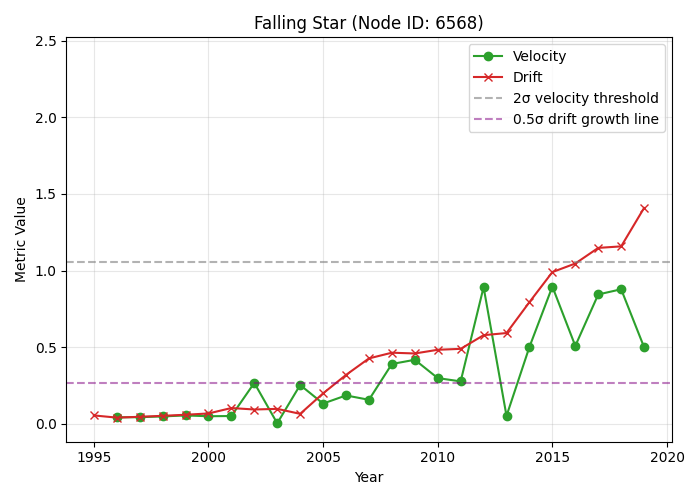 Falling Star (Node ID: 6568)
Velocity
Drift
2σ velocity threshold
0.5σ drift growth line
Metric Value
2.5
2.0
1.5
1.0
0.5
0.0
1995 2000 2005 2010 2015 2020
Year